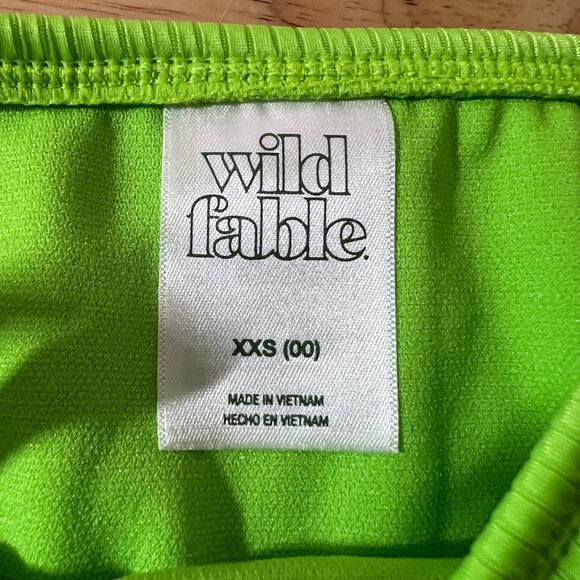 wild
fable.
XXS (00)
MADE IN VIETNAM
HECHO EN VIETNAM